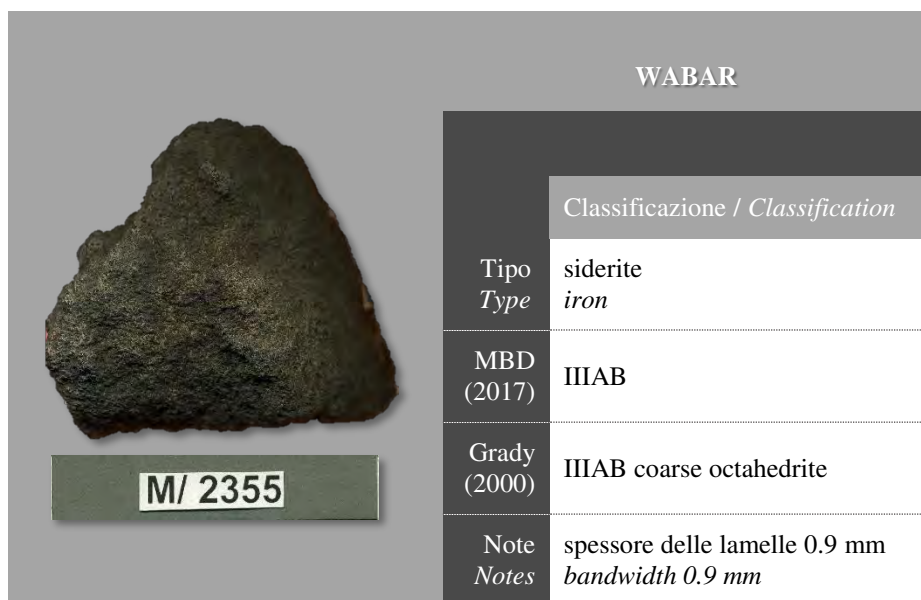 WABAR
Classificazione / Classification
Tipo
Type
siderite
iron
MBD
(2017)
IIIAB
Grady
(2000)
IIIAB coarse octahedrite
Note
Notes
spessore delle lamelle 0.9 mm
bandwidth 0.9 mm
M/ 2355